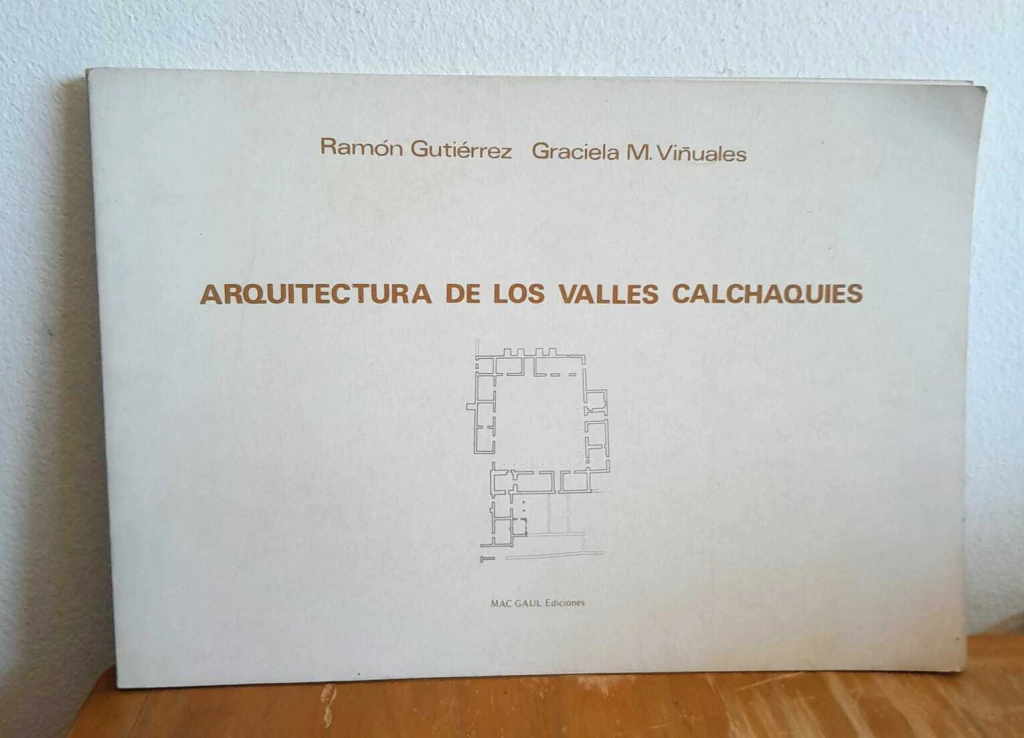 Ramón Gutiérrez Graciela M. Viñuales
ARQUITECTURA DE LOS VALLES CALCHAQUIES
MAC GAUL Ediciones